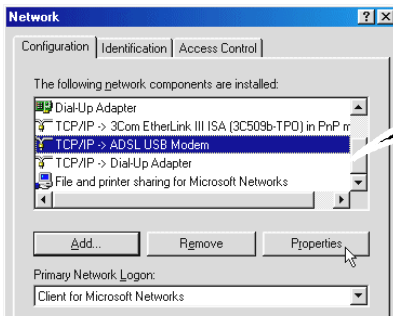 Network
Configuration Identification Access Control
The following network components are installed:
Dial-Up Adapter
TCP/IP -> 3Com EtherLink III ISA (3C509b-TPO) in PnP m
TCP/IP -> ADSL USB Modem
TCP/IP -> Dial-Up Adapter
File and printer sharing for Microsoft Networks
Add... Remove Properties
Primary Network Logon:
Client for Microsoft Networks